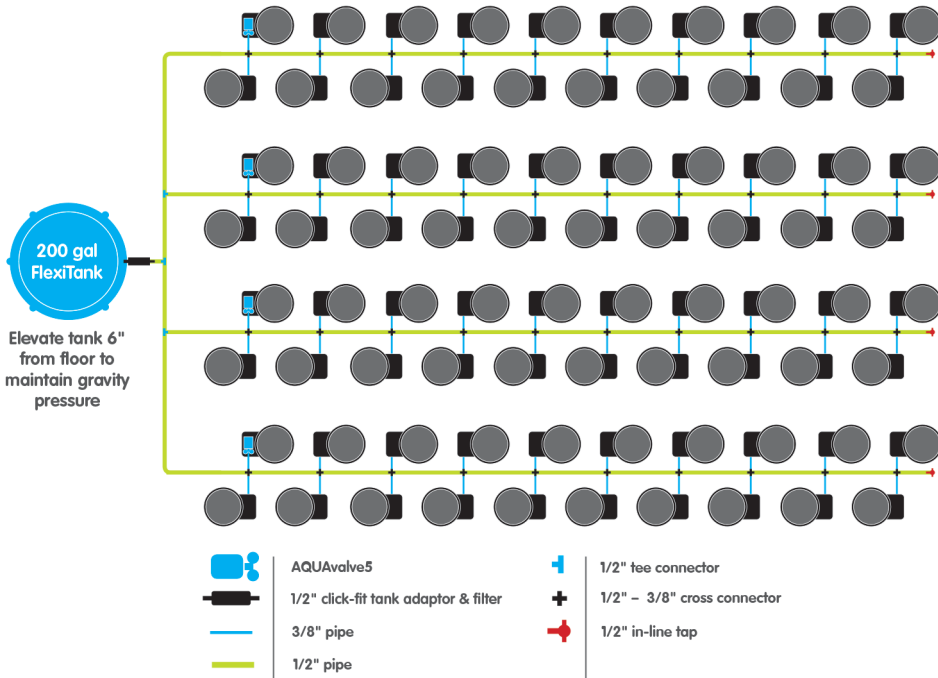 200 gal
FlexiTank
Elevate tank 6"
from floor to
maintain gravity
pressure
AQUAvalve5
1/2" click-fit tank adaptor & filter
3/8" pipe
1/2" pipe
1/2" tee connector
1/2" – 3/8" cross connector
1/2" in-line tap